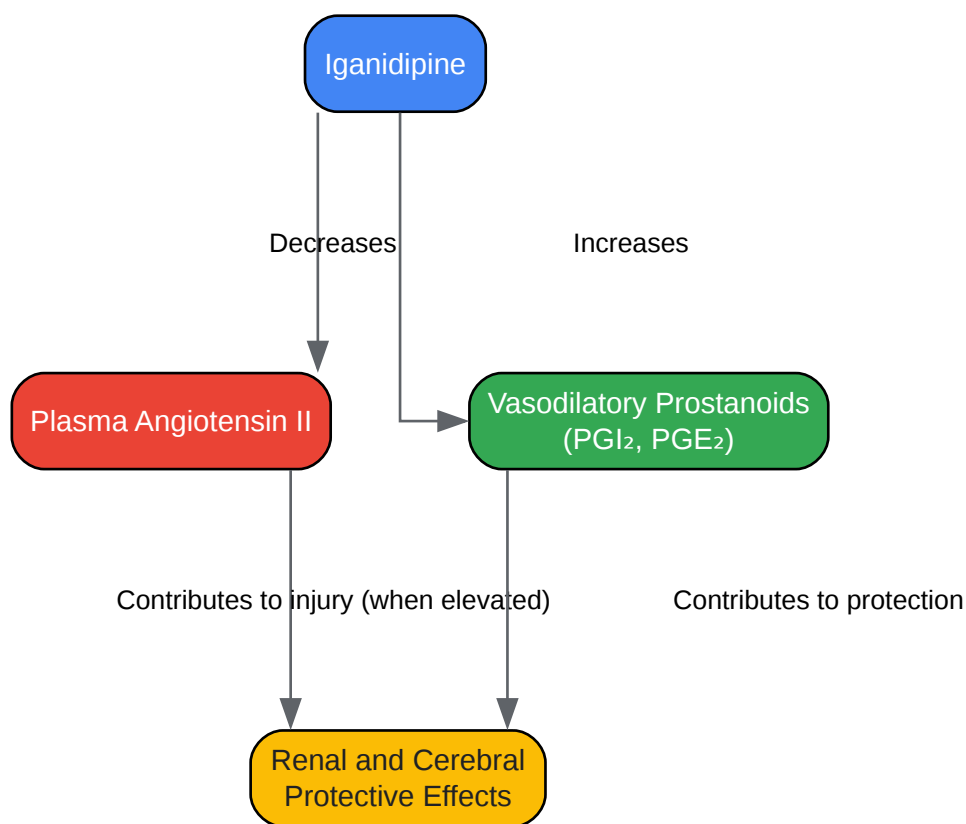 Iganidipine
Decreases
Increases
Plasma Angiotensin II
Vasodilatory Prostanoids
(PGI₂, PGE₂)
Contributes to injury (when elevated)
Contributes to protection
Renal and Cerebral
Protective Effects